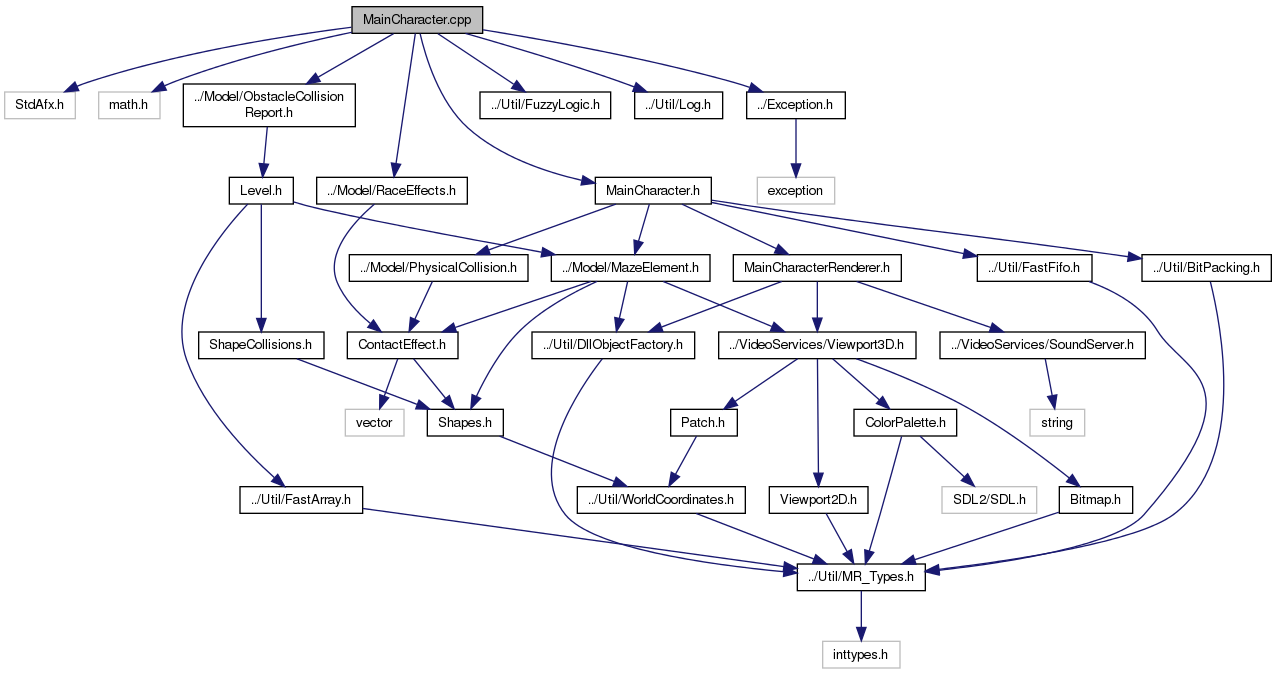 MainCharacter.cpp
StdAfx.h
math.h
../Model/ObstacleCollision
Report.h
../Util/FuzzyLogic.h
../Util/Log.h
../Exception.h
Level.h
../Model/RaceEffects.h
MainCharacter.h
exception
../Model/PhysicalCollision.h
../Model/MazeElement.h
MainCharacterRenderer.h
../Util/FastFifo.h
../Util/BitPacking.h
ShapeCollisions.h
ContactEffect.h
../Util/DllObjectFactory.h
../VideoServices/Viewport3D.h
../VideoServices/SoundServer.h
vector
Shapes.h
Patch.h
ColorPalette.h
string
../Util/FastArray.h
../Util/WorldCoordinates.h
Viewport2D.h
SDL2/SDL.h
Bitmap.h
../Util/MR_Types.h
inttypes.h